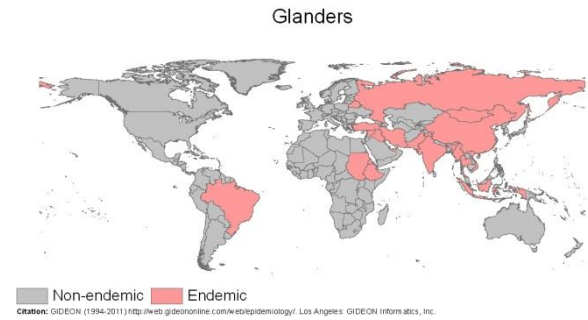 Glanders
Non-endemic Endemic
Citation: GIDEON (1994-2011) http://web.gideononline.com/web/epidemiology/. Los Angeles: GIDEON Informatics, Inc.